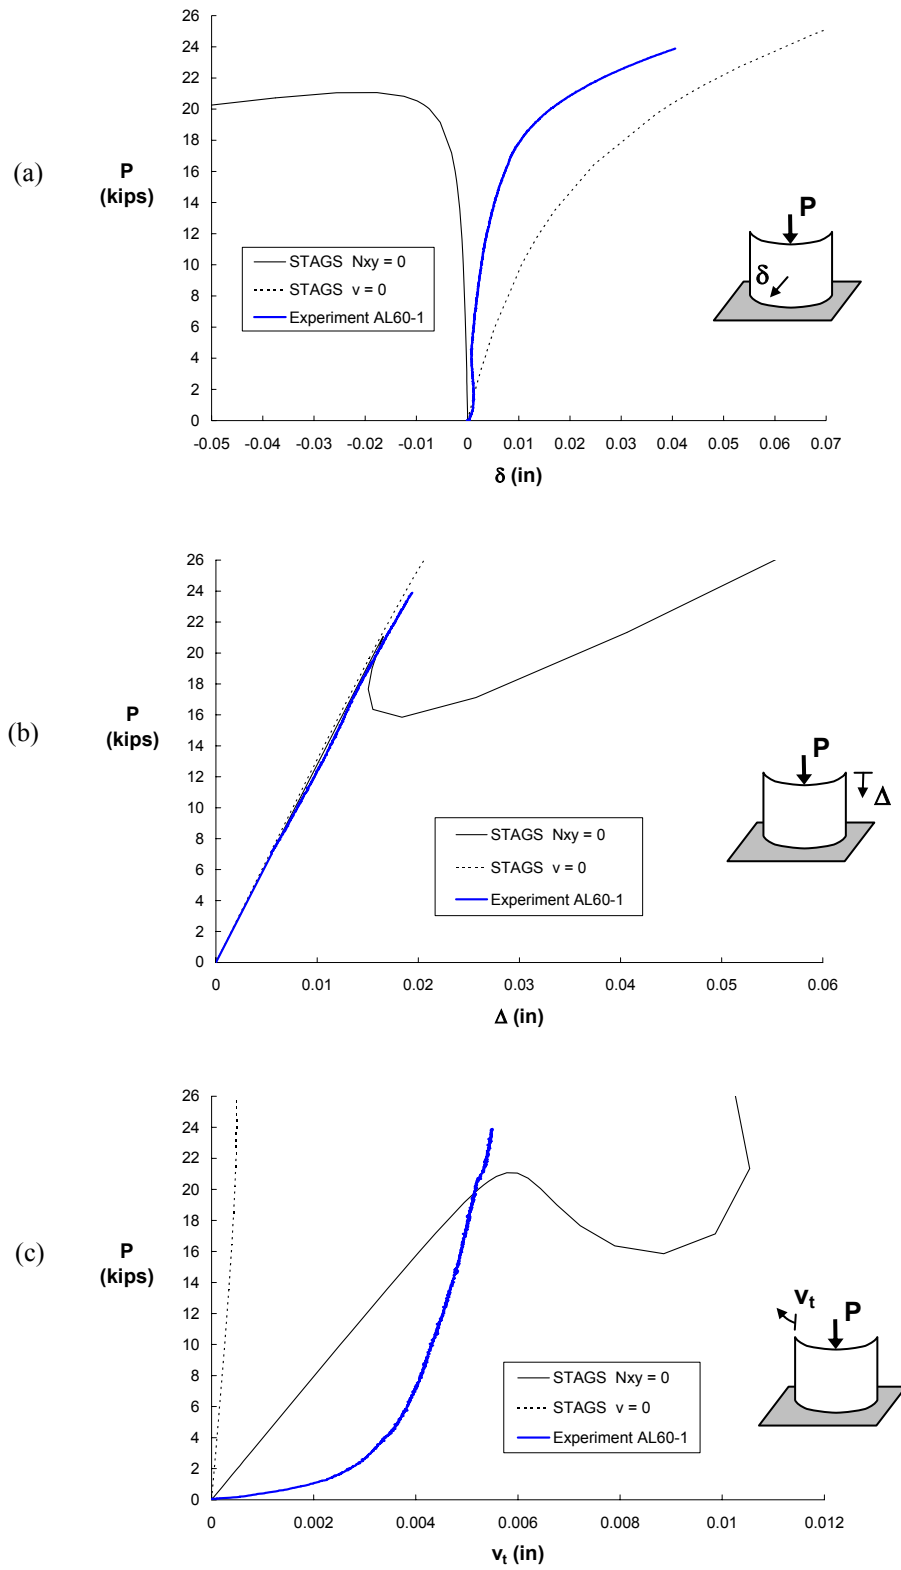 (a)
P
(kips)
26
24
22
20
18
16
14
12
10
8
6
4
2
0
-0.05 -0.04 -0.03 -0.02 -0.01 0 0.01 0.02 0.03 0.04 0.05 0.06 0.07
δ (in)
STAGS Nxy = 0
STAGS v = 0
Experiment AL60-1
P
δ
(b)
P
(kips)
26
24
22
20
18
16
14
12
10
8
6
4
2
0
0 0.01 0.02 0.03 0.04 0.05 0.06
Δ (in)
STAGS Nxy = 0
STAGS v = 0
Experiment AL60-1
P
Δ
(c)
P
(kips)
26
24
22
20
18
16
14
12
10
8
6
4
2
0
0 0.002 0.004 0.006 0.008 0.01 0.012
vt (in)
STAGS Nxy = 0
STAGS v = 0
Experiment AL60-1
vt
P